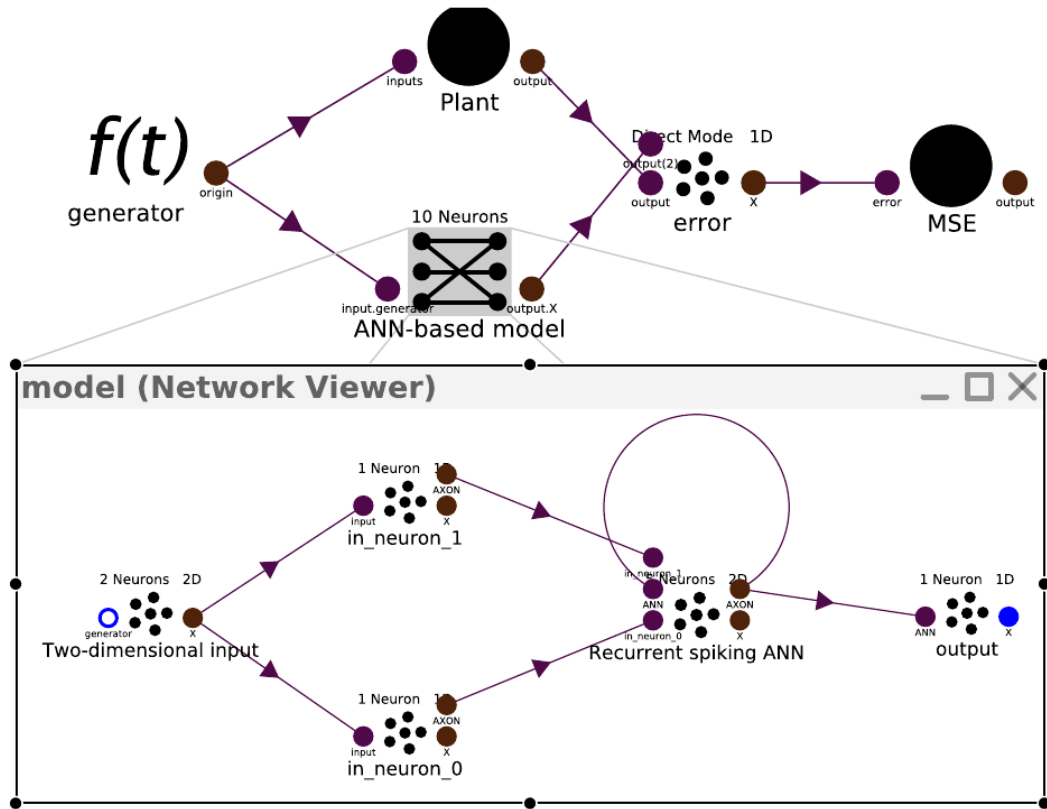 inputs
output
Plant
f(t)
origin
generator
10 Neurons
input.generator
output.X
ANN-based model
Direct Mode 1D
output(2)
output
X
error
error
output
MSE
model (Network Viewer)
1 Neuron
AXON
input
X
in_neuron_1
2 Neurons 2D
generator
X
Two-dimensional input
in_neuron_1
Neurons 2D
ANN
AXON
in_neuron_0
X
Recurrent spiking ANN
1 Neuron 1D
ANN
X
output
1 Neuron
AXON
input
X
in_neuron_0